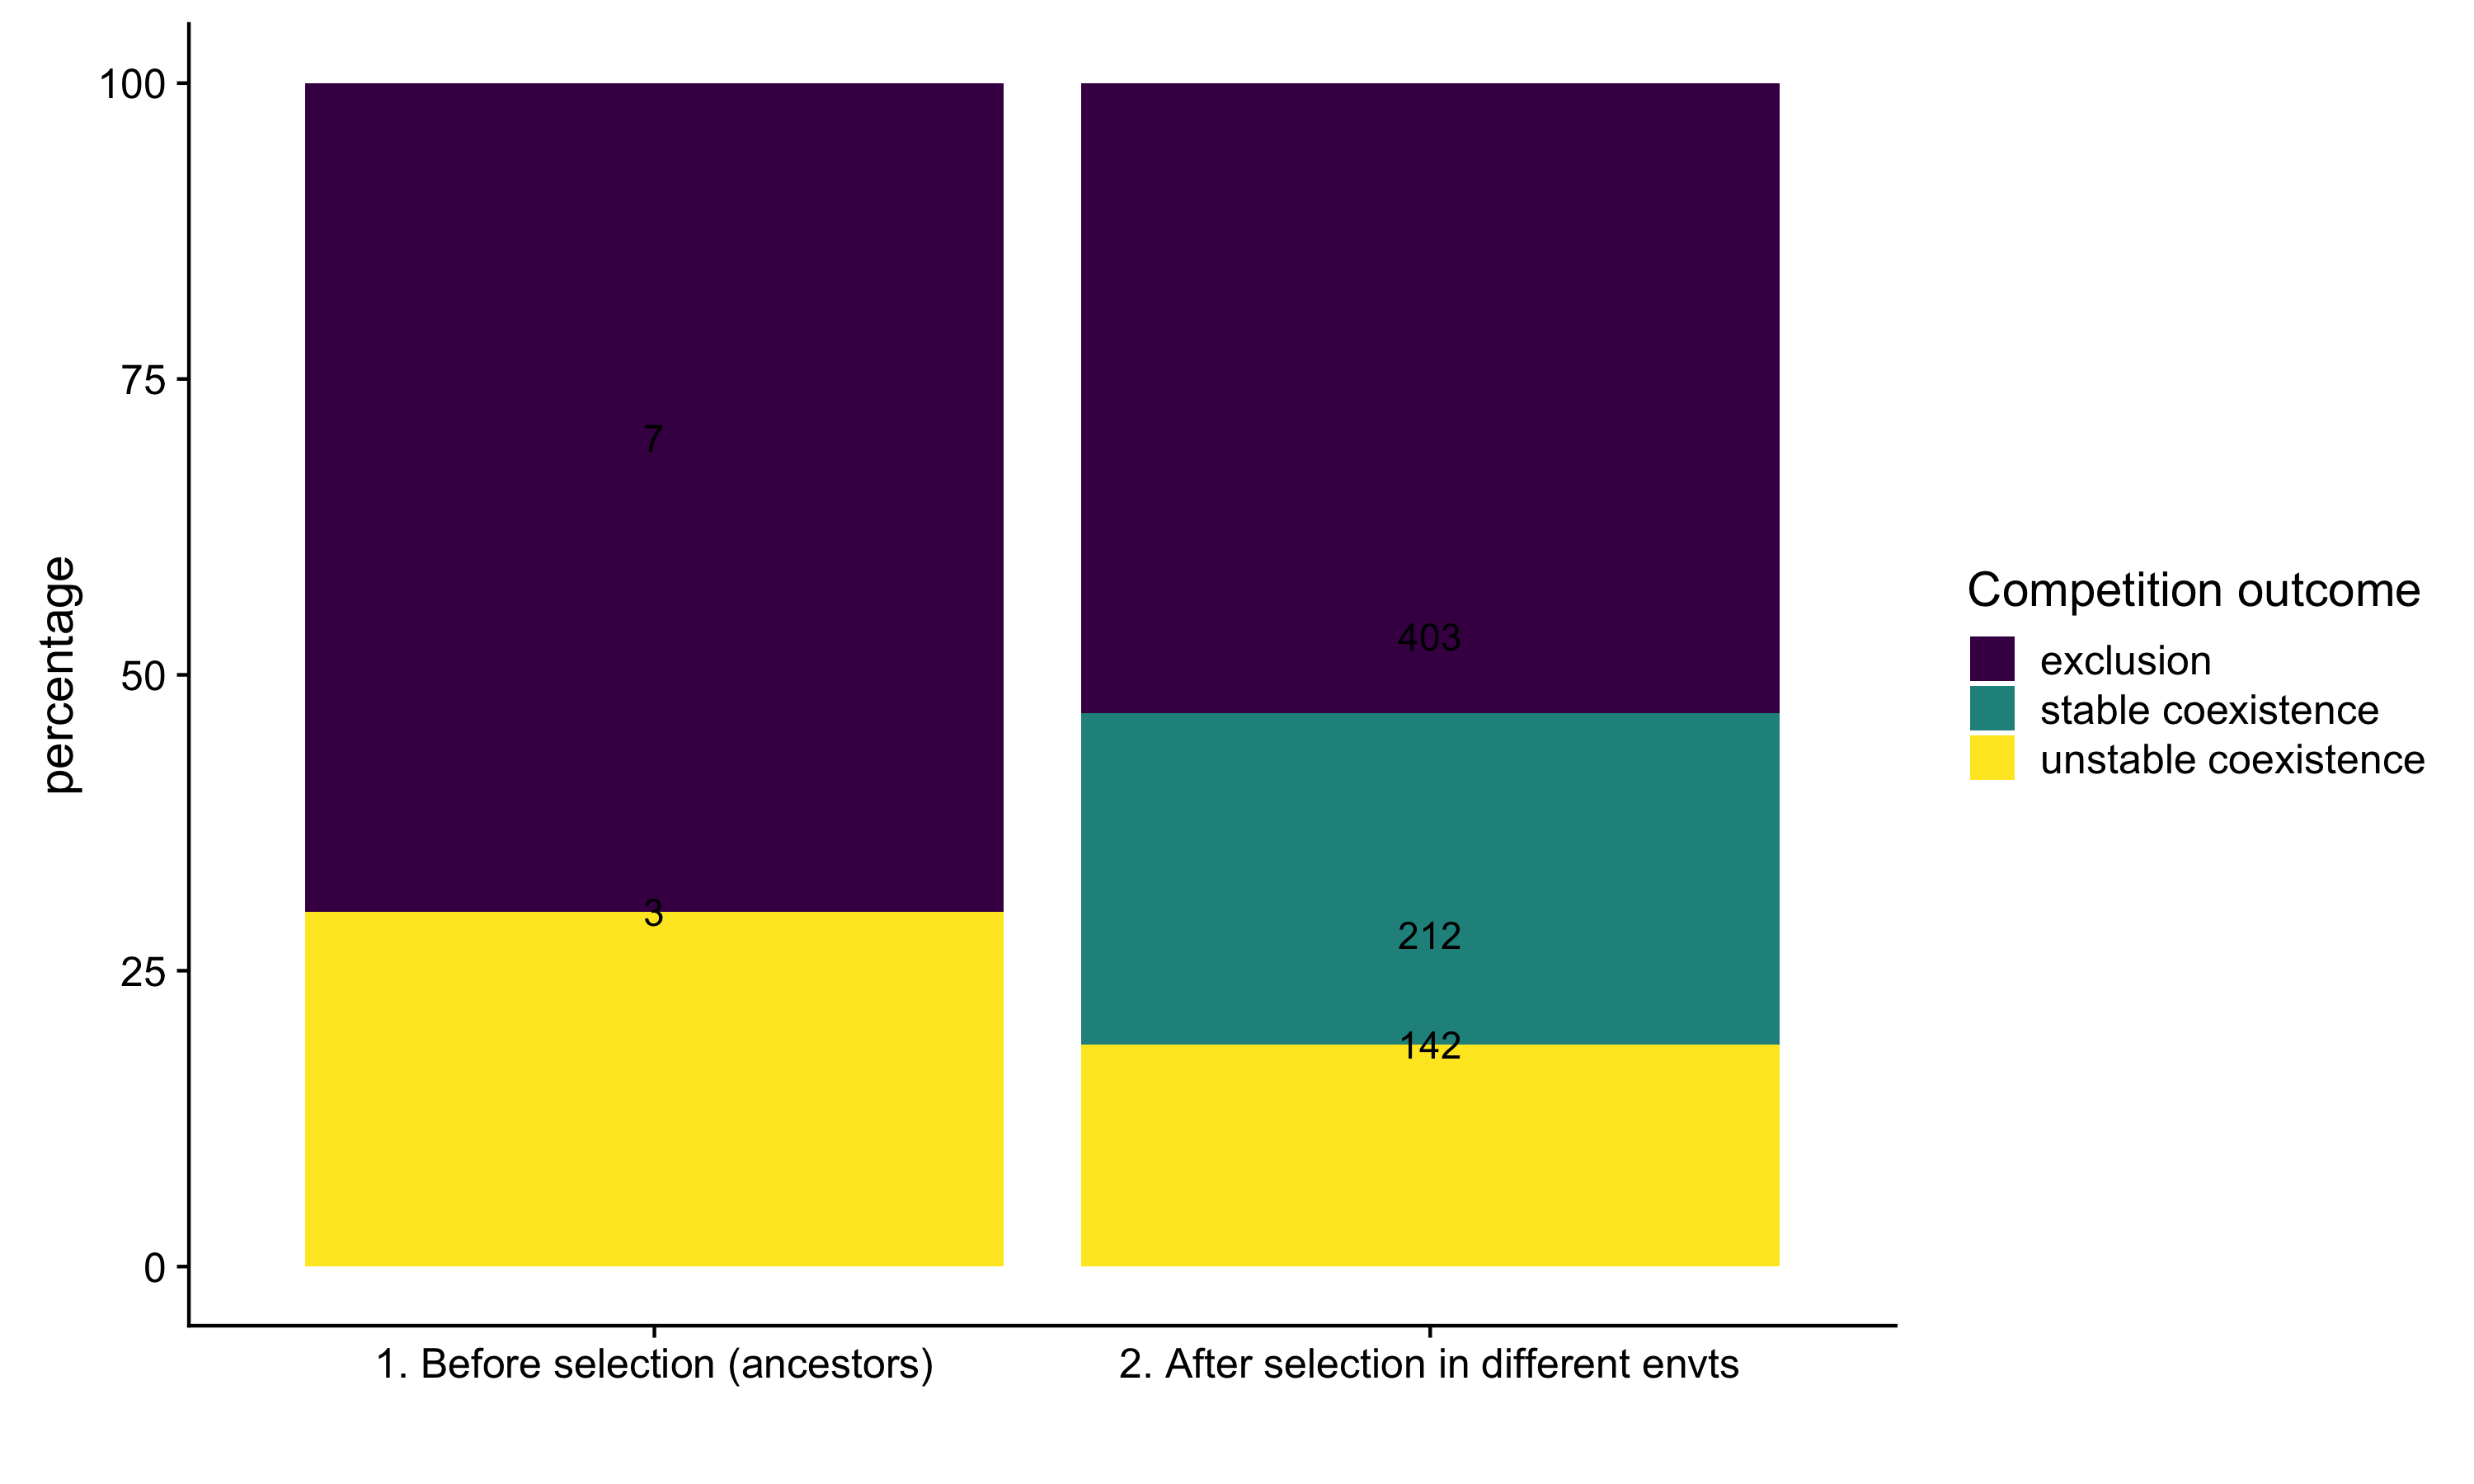 percentage
100
75
50
25
0
7
3
403
212
142
1. Before selection (ancestors)
2. After selection in different envts
Competition outcome
exclusion
stable coexistence
unstable coexistence